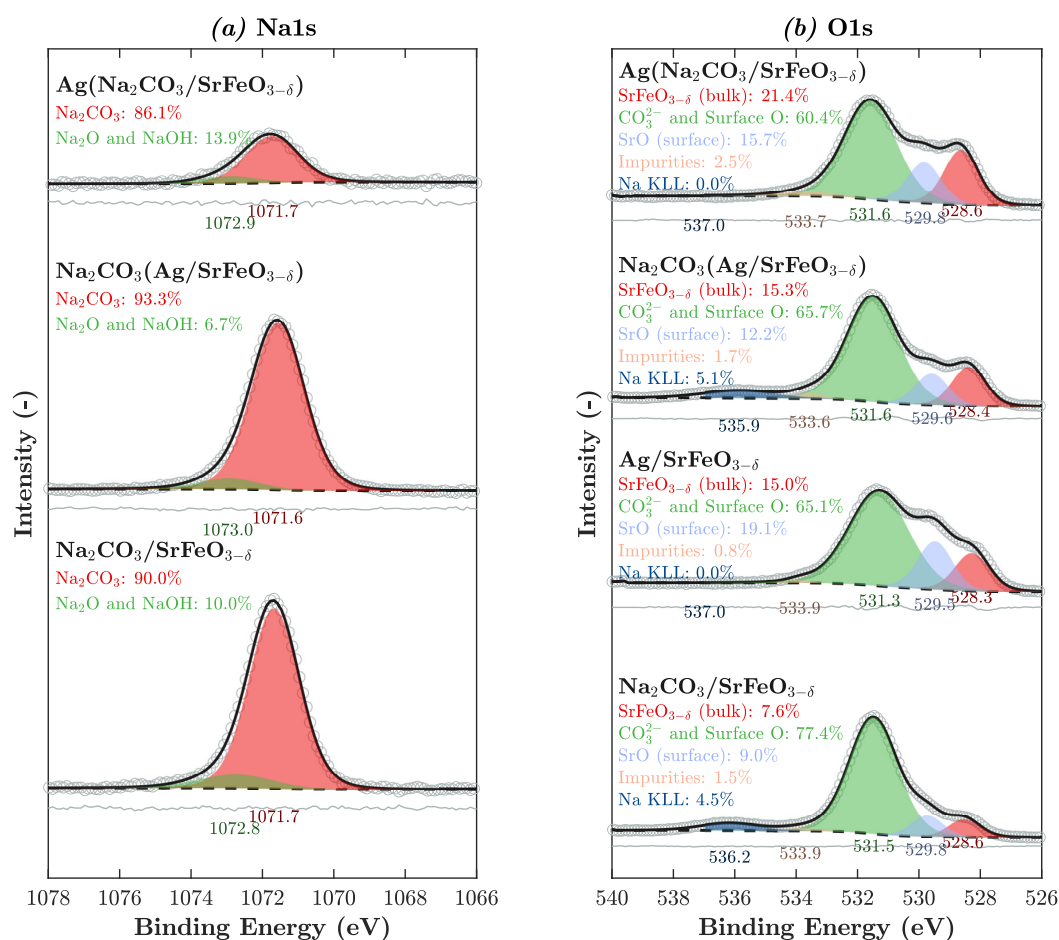 (a) Na1s
Ag(Na₂CO₃/SrFeO₃₋δ)
Na₂CO₃: 86.1%
Na₂O and NaOH: 13.9%
1071.7
1072.9
Na₂CO₃(Ag/SrFeO₃₋δ)
Na₂CO₃: 93.3%
Na₂O and NaOH: 6.7%
1071.6
1073.0
Na₂CO₃/SrFeO₃₋δ
Na₂CO₃: 90.0%
Na₂O and NaOH: 10.0%
1071.7
1072.8
Intensity (-)
1078 1076 1074 1072 1070 1068 1066
Binding Energy (eV)
(b) O1s
Ag(Na₂CO₃/SrFeO₃₋δ)
SrFeO₃₋δ (bulk): 21.4%
CO₃²⁻ and Surface O: 60.4%
SrO (surface): 15.7%
Impurities: 2.5%
Na KLL: 0.0%
537.0 533.7 531.6 529.8 528.6
Na₂CO₃(Ag/SrFeO₃₋δ)
SrFeO₃₋δ (bulk): 15.3%
CO₃²⁻ and Surface O: 65.7%
SrO (surface): 12.2%
Impurities: 1.7%
Na KLL: 5.1%
535.9 533.6 531.6 529.6 528.4
Ag/SrFeO₃₋δ
SrFeO₃₋δ (bulk): 15.0%
CO₃²⁻ and Surface O: 65.1%
SrO (surface): 19.1%
Impurities: 0.8%
Na KLL: 0.0%
537.0 533.9 531.3 529.5 528.3
Na₂CO₃/SrFeO₃₋δ
SrFeO₃₋δ (bulk): 7.6%
CO₃²⁻ and Surface O: 77.4%
SrO (surface): 9.0%
Impurities: 1.5%
Na KLL: 4.5%
536.2 533.9 531.5 529.8 528.6
Intensity (-)
540 538 536 534 532 530 528 526
Binding Energy (eV)